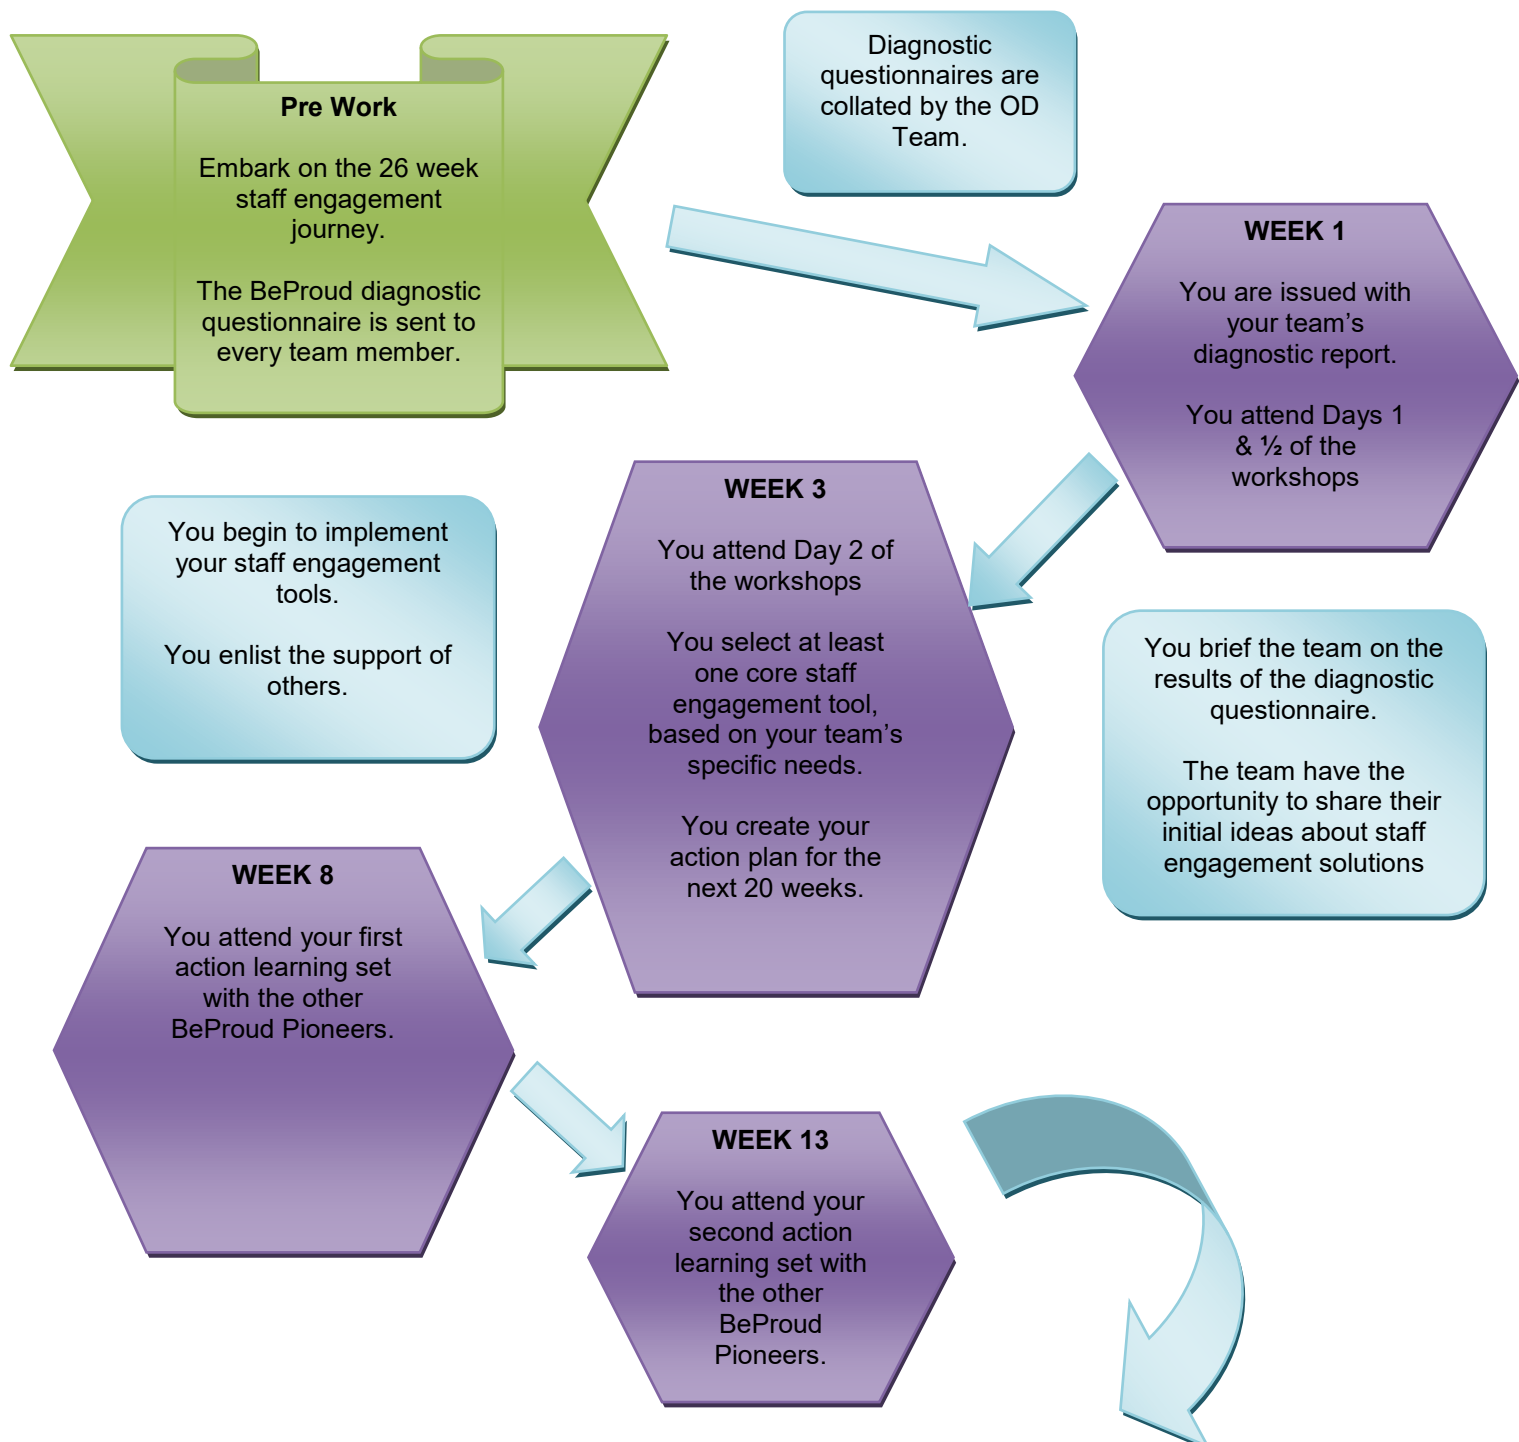 Pre Work
Embark on the 26 week
staff engagement
journey.
The BeProud diagnostic
questionnaire is sent to
every team member.
Diagnostic
questionnaires are
collated by the OD
Team.
WEEK 1
You are issued with
your team’s
diagnostic report.
You attend Days 1
& ½ of the
workshops
You brief the team on the
results of the diagnostic
questionnaire.
The team have the
opportunity to share their
initial ideas about staff
engagement solutions
WEEK 3
You attend Day 2 of
the workshops
You select at least
one core staff
engagement tool,
based on your team’s
specific needs.
You create your
action plan for the
next 20 weeks.
You begin to implement
your staff engagement
tools.
You enlist the support of
others.
WEEK 8
You attend your first
action learning set
with the other
BeProud Pioneers.
WEEK 13
You attend your
second action
learning set with
the other
BeProud
Pioneers.